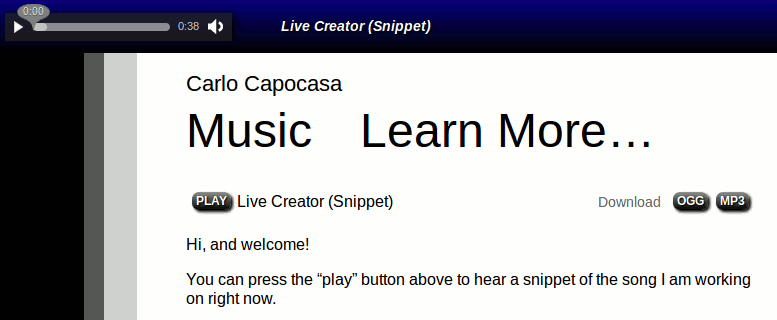 0:00
0:38
Live Creator (Snippet)
Carlo Capocasa
Music Learn More…
PLAY Live Creator (Snippet) Download OGG MP3
Hi, and welcome!
You can press the “play” button above to hear a snippet of the song I am working
on right now.